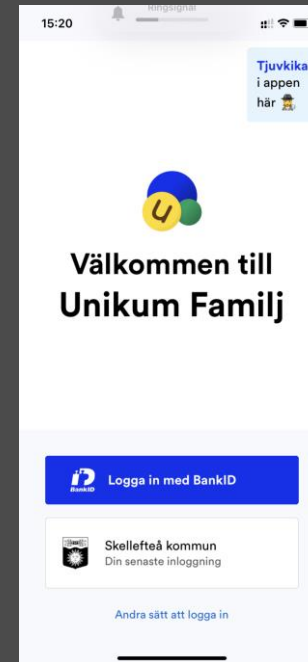 Ringsignal
15:20
Tjuvkika
i appen
här
u
Välkommen till
Unikum Familj
BankID
Logga in med BankID
Skellefteå kommun
Din senaste inloggning
Andra sätt att logga in